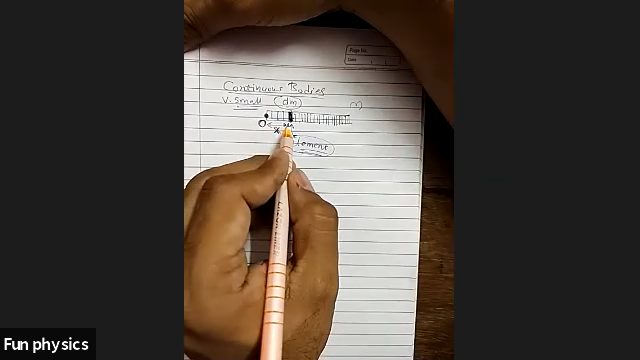 Page No.
Date
Continuous Bodies
V. small (dm)
O
x
Element
Fun physics